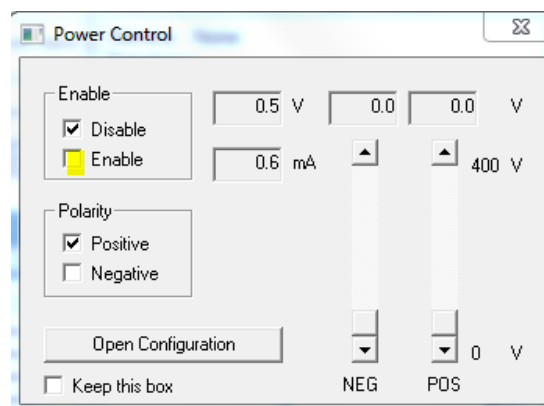 Power Control
Enable
0.5 V 0.0 0.0 V
Disable
Enable
0.6 mA 400 V
Polarity
Positive
Negative
Open Configuration
0 V
Keep this box NEG POS